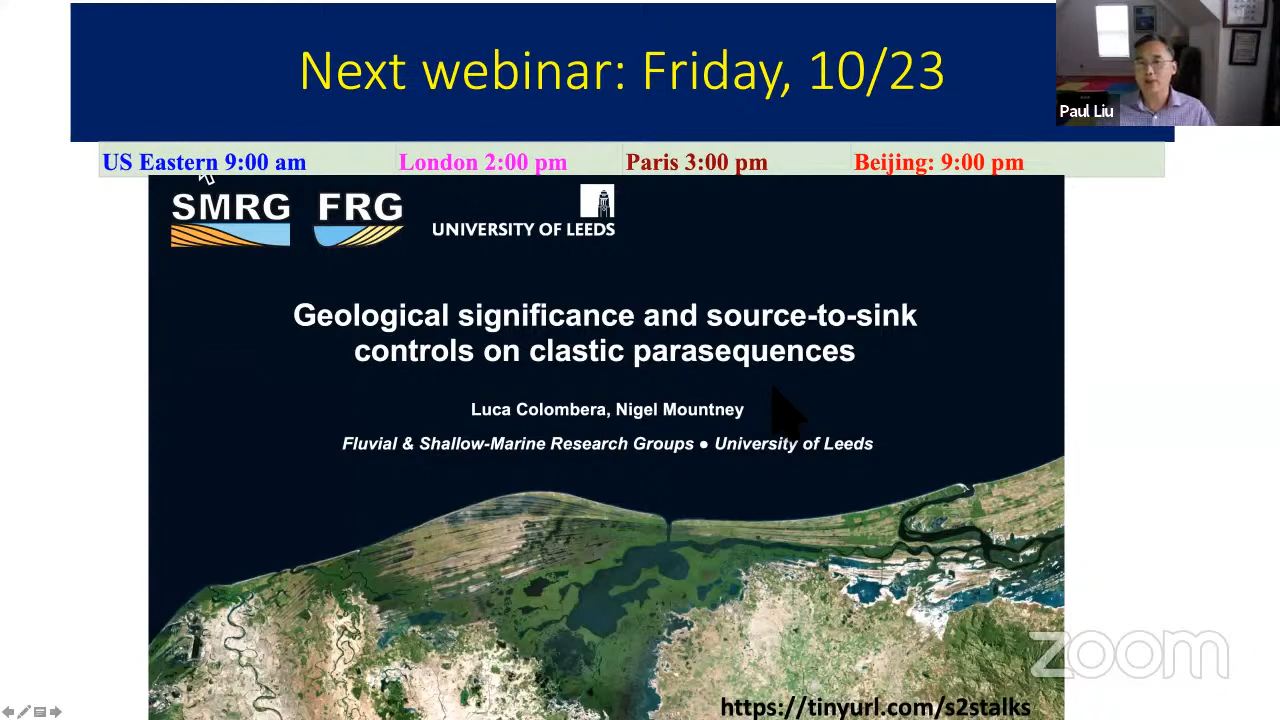 Next webinar: Friday, 10/23
Paul Liu
US Eastern 9:00 am London 2:00 pm Paris 3:00 pm Beijing: 9:00 pm
SMRG FRG
UNIVERSITY OF LEEDS
Geological significance and source-to-sink
controls on clastic parasequences
Luca Colombera, Nigel Mountney
Fluvial & Shallow-Marine Research Groups ● University of Leeds
zoom
https://tinyurl.com/s2stalks